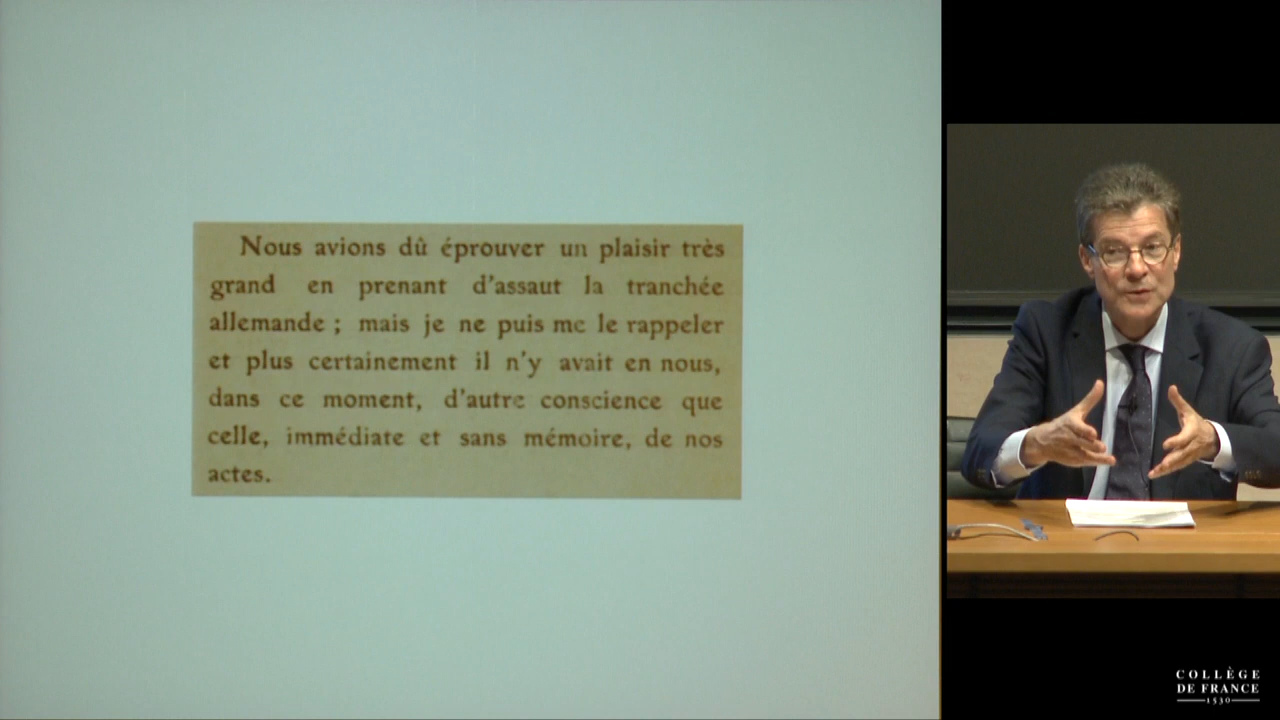 Nous avions dû éprouver un plaisir très
grand en prenant d'assaut la tranchée
allemande ; mais je ne puis me le rappeler
et plus certainement il n'y avait en nous,
dans ce moment, d'autre conscience que
celle, immédiate et sans mémoire, de nos
actes.
COLLÈGE
DE FRANCE
1530